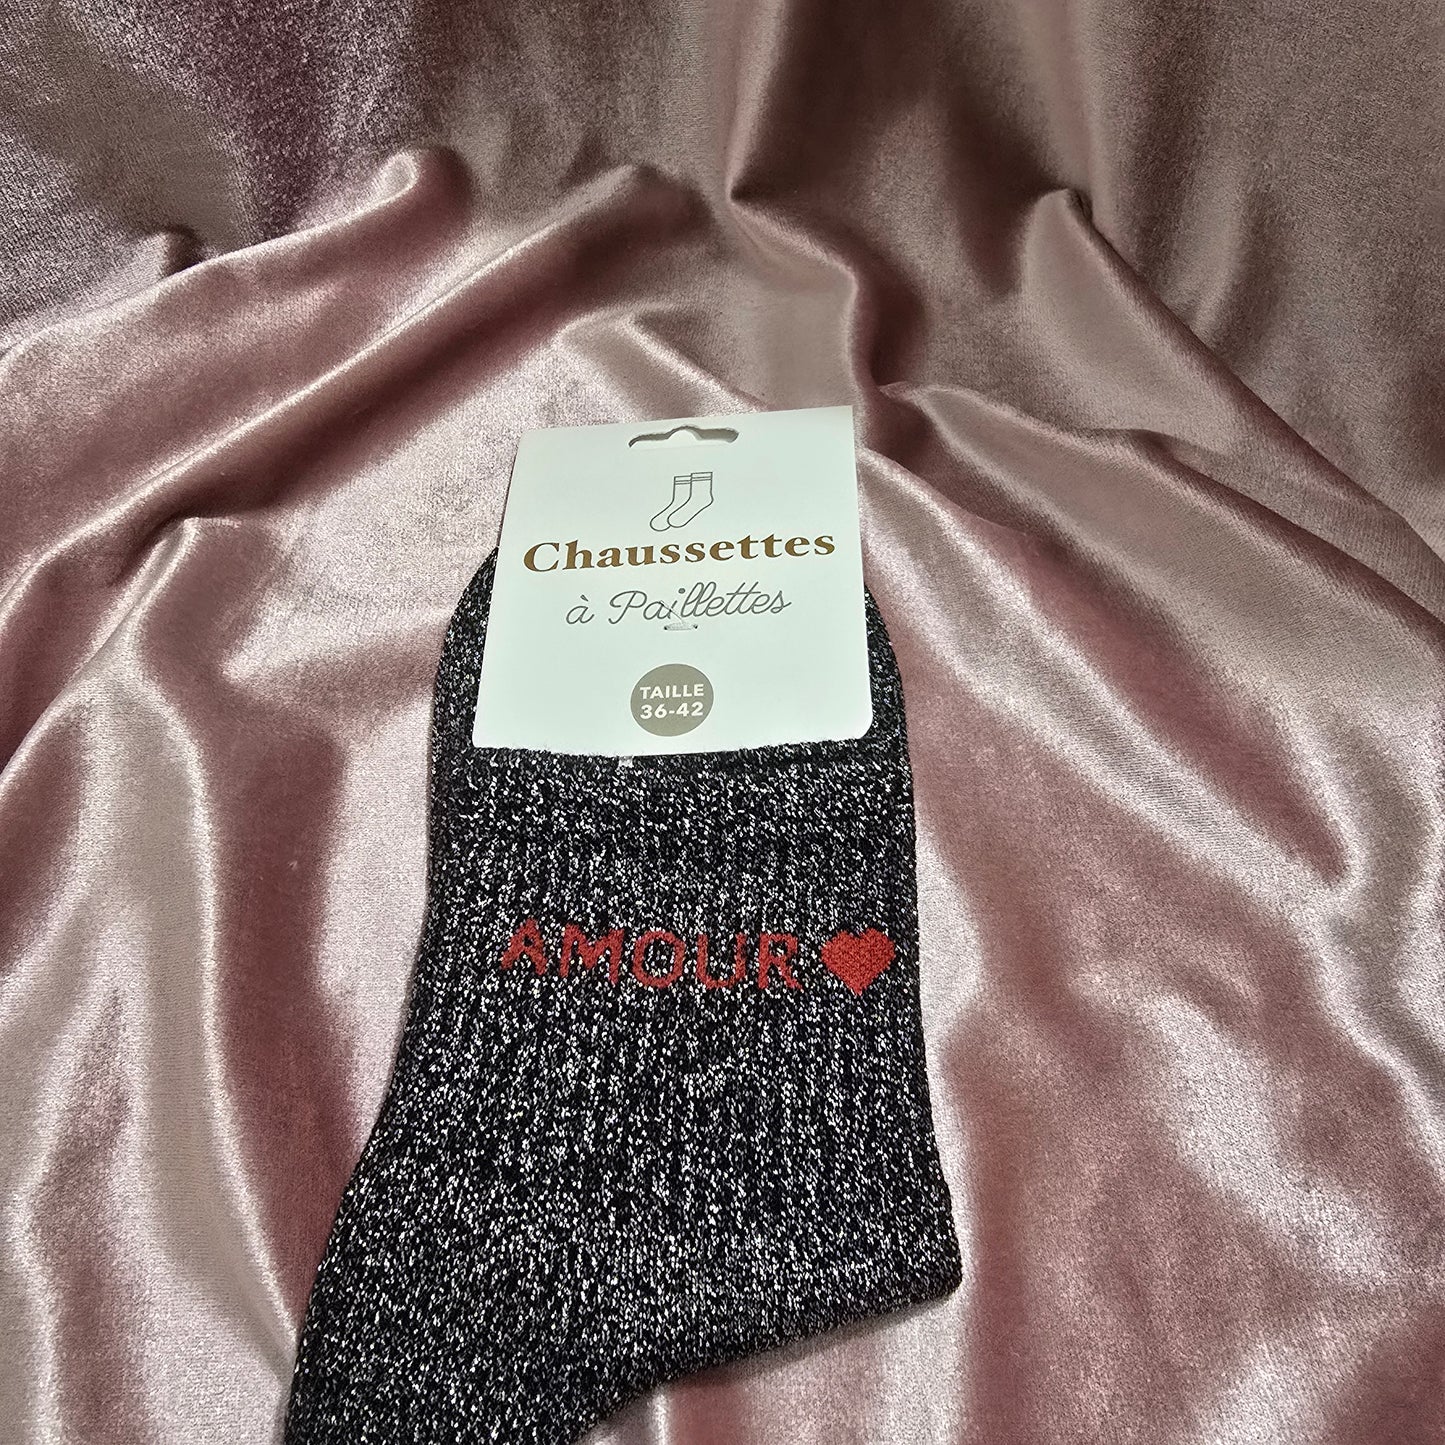 Chaussettes
à Paillettes
TAILLE
36-42
AMOUR